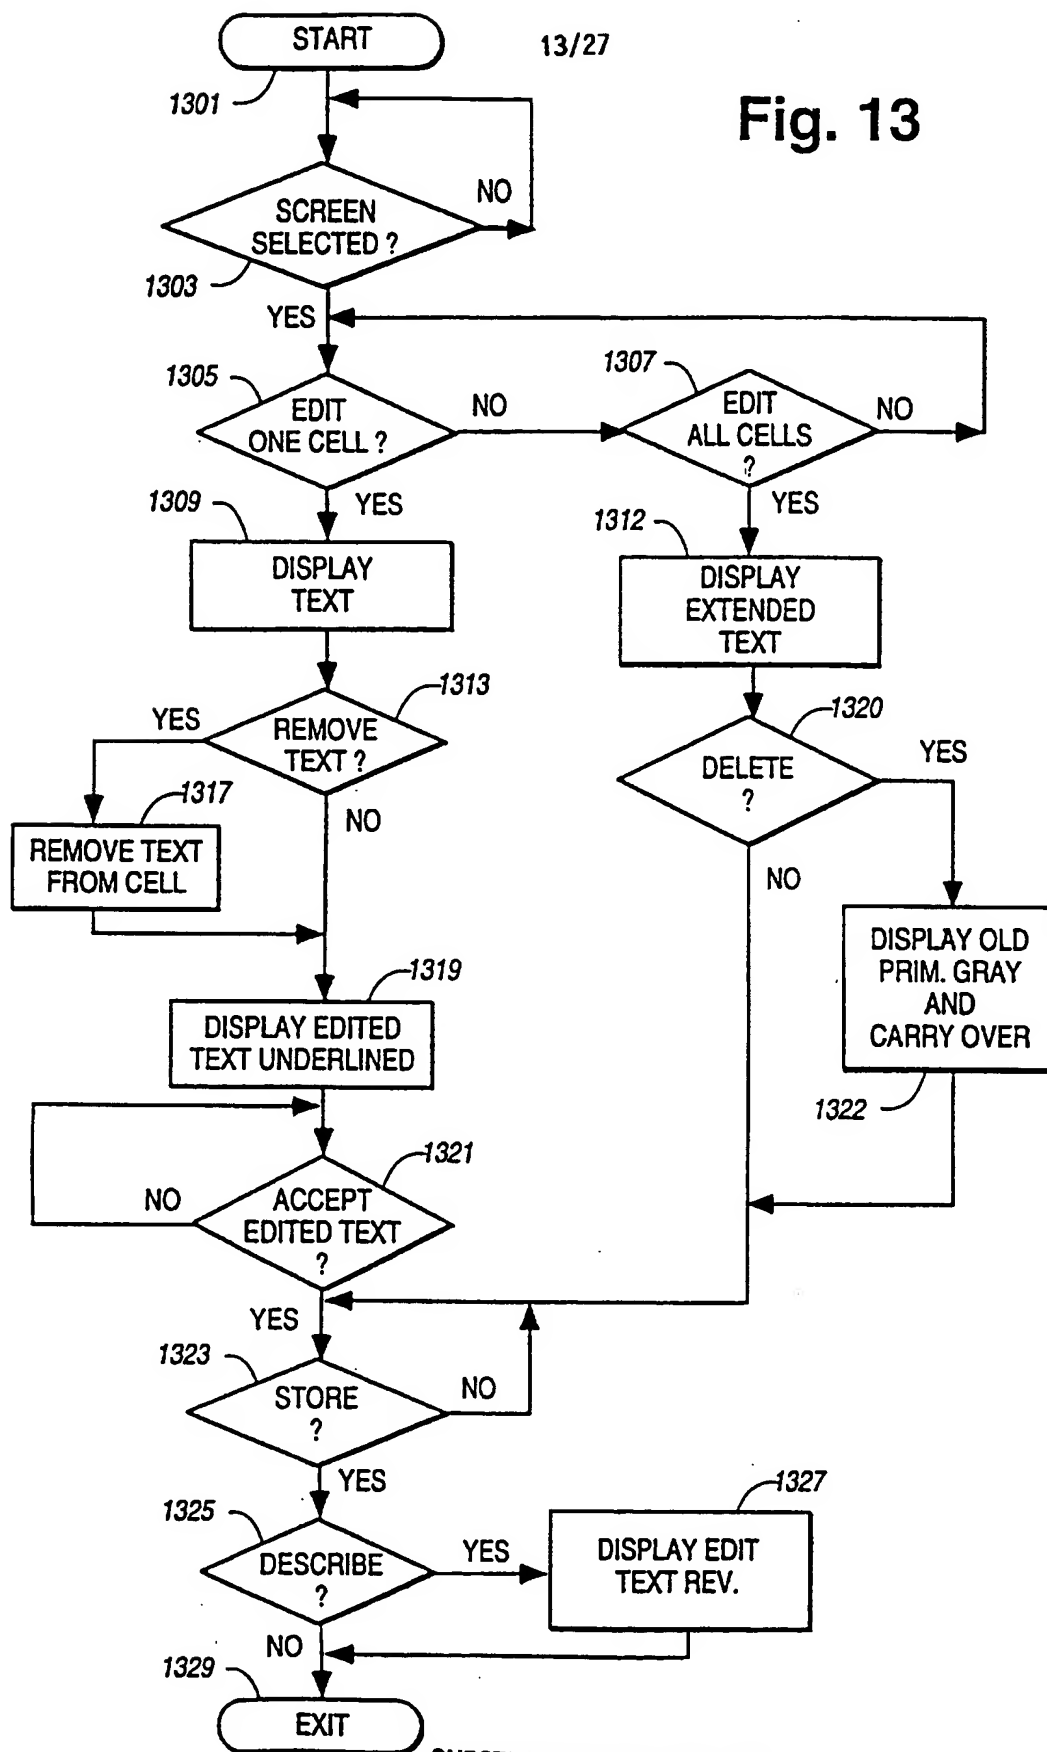 START
13/27
Fig. 13
1301
NO
SCREEN
SELECTED ?
1303
YES
1305
EDIT
ONE CELL ?
NO
1307
EDIT
ALL CELLS
?
NO
YES
1309
DISPLAY
TEXT
YES
1312
DISPLAY
EXTENDED
TEXT
1313
YES
REMOVE
TEXT ?
NO
1317
REMOVE TEXT
FROM CELL
1320
DELETE
?
YES
NO
DISPLAY OLD
PRIM. GRAY
AND
CARRY OVER
1322
1319
DISPLAY EDITED
TEXT UNDERLINED
1321
NO
ACCEPT
EDITED TEXT
?
YES
1323
STORE
?
NO
YES
1325
DESCRIBE
?
YES
1327
DISPLAY EDIT
TEXT REV.
NO
1329
EXIT